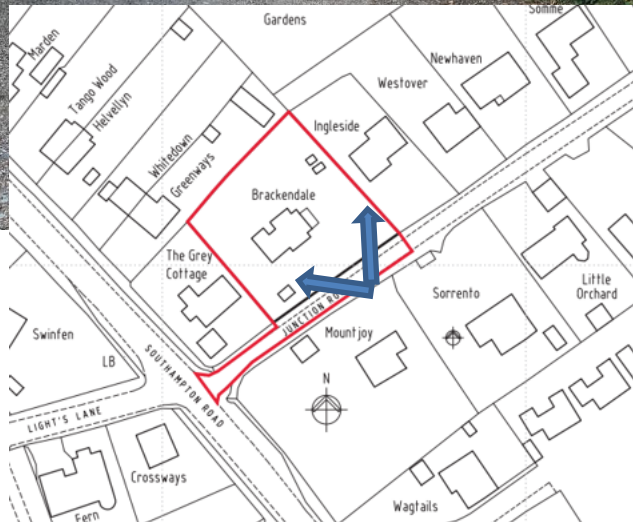 Gardens
Somme
Marden
Newhaven
Westover
Tango Wood
Helvellyn
Ingleside
Whitedown
Greenways
Brackendale
The Grey
Cottage
Little
Orchard
Sorrento
JUNCTION RO
Mountjoy
Swinfen
LB
SOUTHAMPTON ROAD
N
LIGHT'S LANE
Crossways
Wagtails
Fern